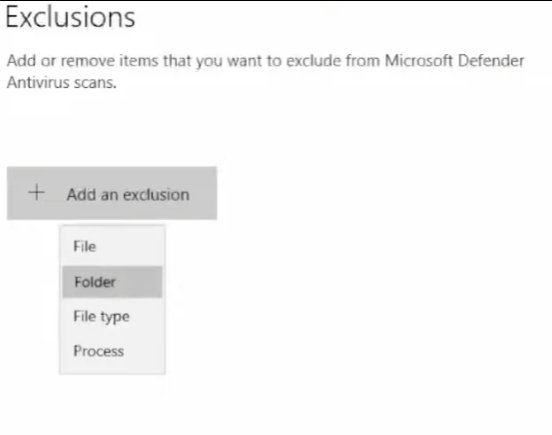 Exclusions
Add or remove items that you want to exclude from Microsoft Defender
Antivirus scans.
+ Add an exclusion
File
Folder
File type
Process